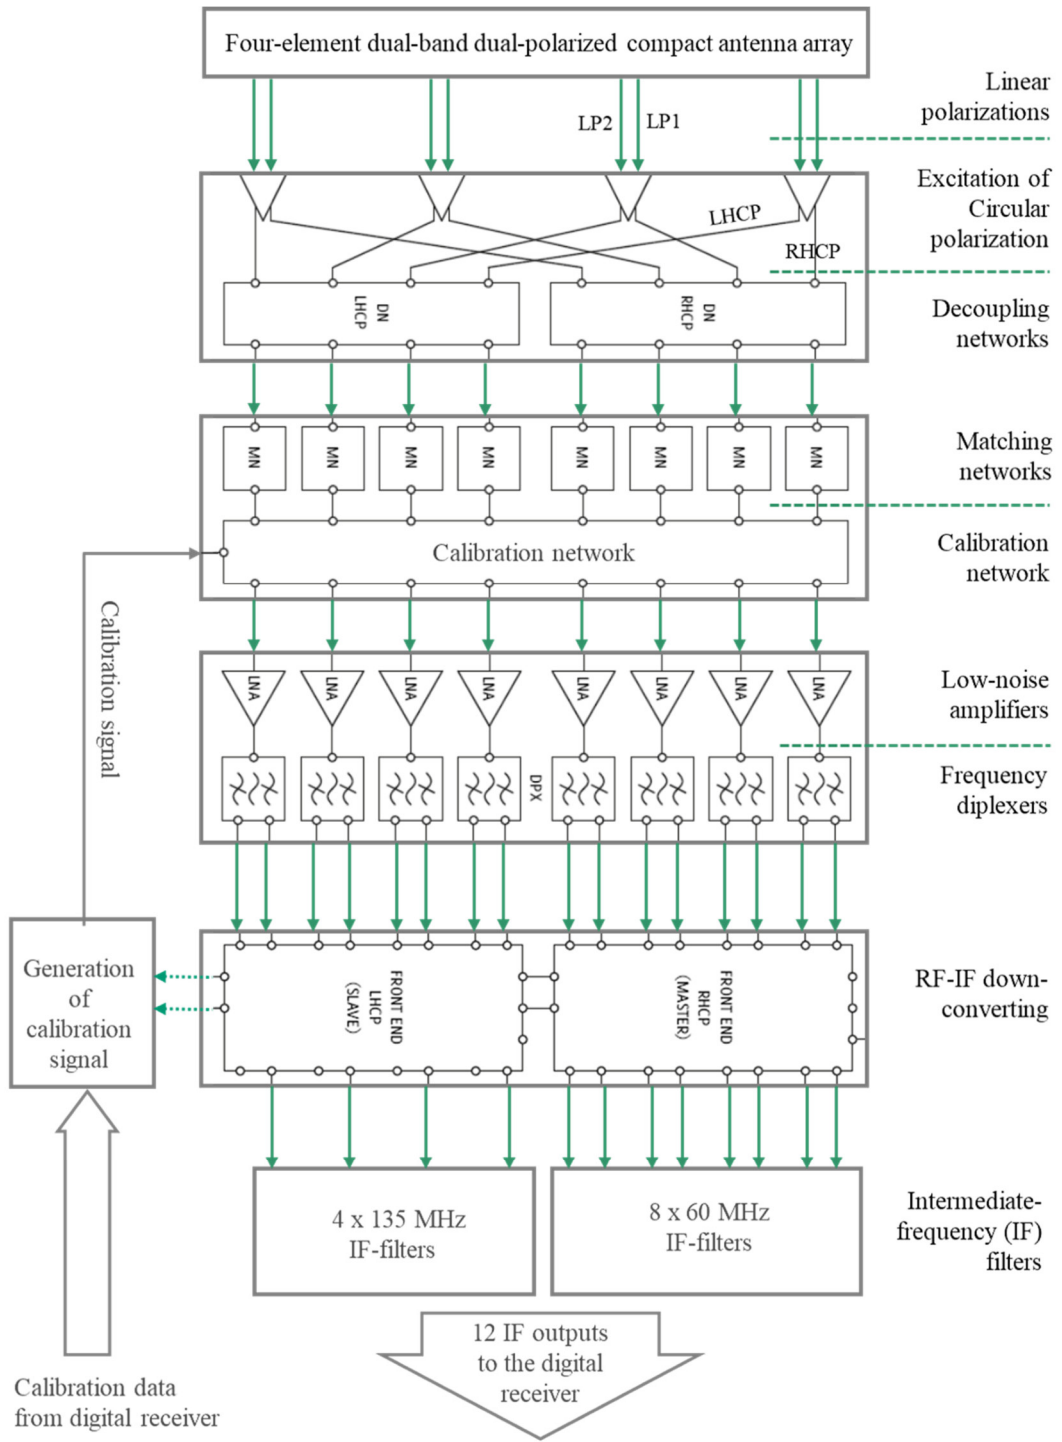 Four-element dual-band dual-polarized compact antenna array
Linear
polarizations
LP2
LP1
Excitation of
Circular
polarization
LHCP
RHCP
DN
LHCP
DN
RHCP
Decoupling
networks
MN
MN
MN
MN
MN
MN
MN
MN
Matching
networks
Calibration network
Calibration
network
Calibration signal
LNA
LNA
LNA
LNA
LNA
LNA
LNA
LNA
Low-noise
amplifiers
DPX
Frequency
diplexers
Generation
of
calibration
signal
FRONT END
LHCP
(SLAVE)
FRONT END
RHCP
(MASTER)
RF-IF down-
converting
4 x 135 MHz
IF-filters
8 x 60 MHz
IF-filters
Intermediate-
frequency (IF)
filters
12 IF outputs
to the digital
receiver
Calibration data
from digital receiver